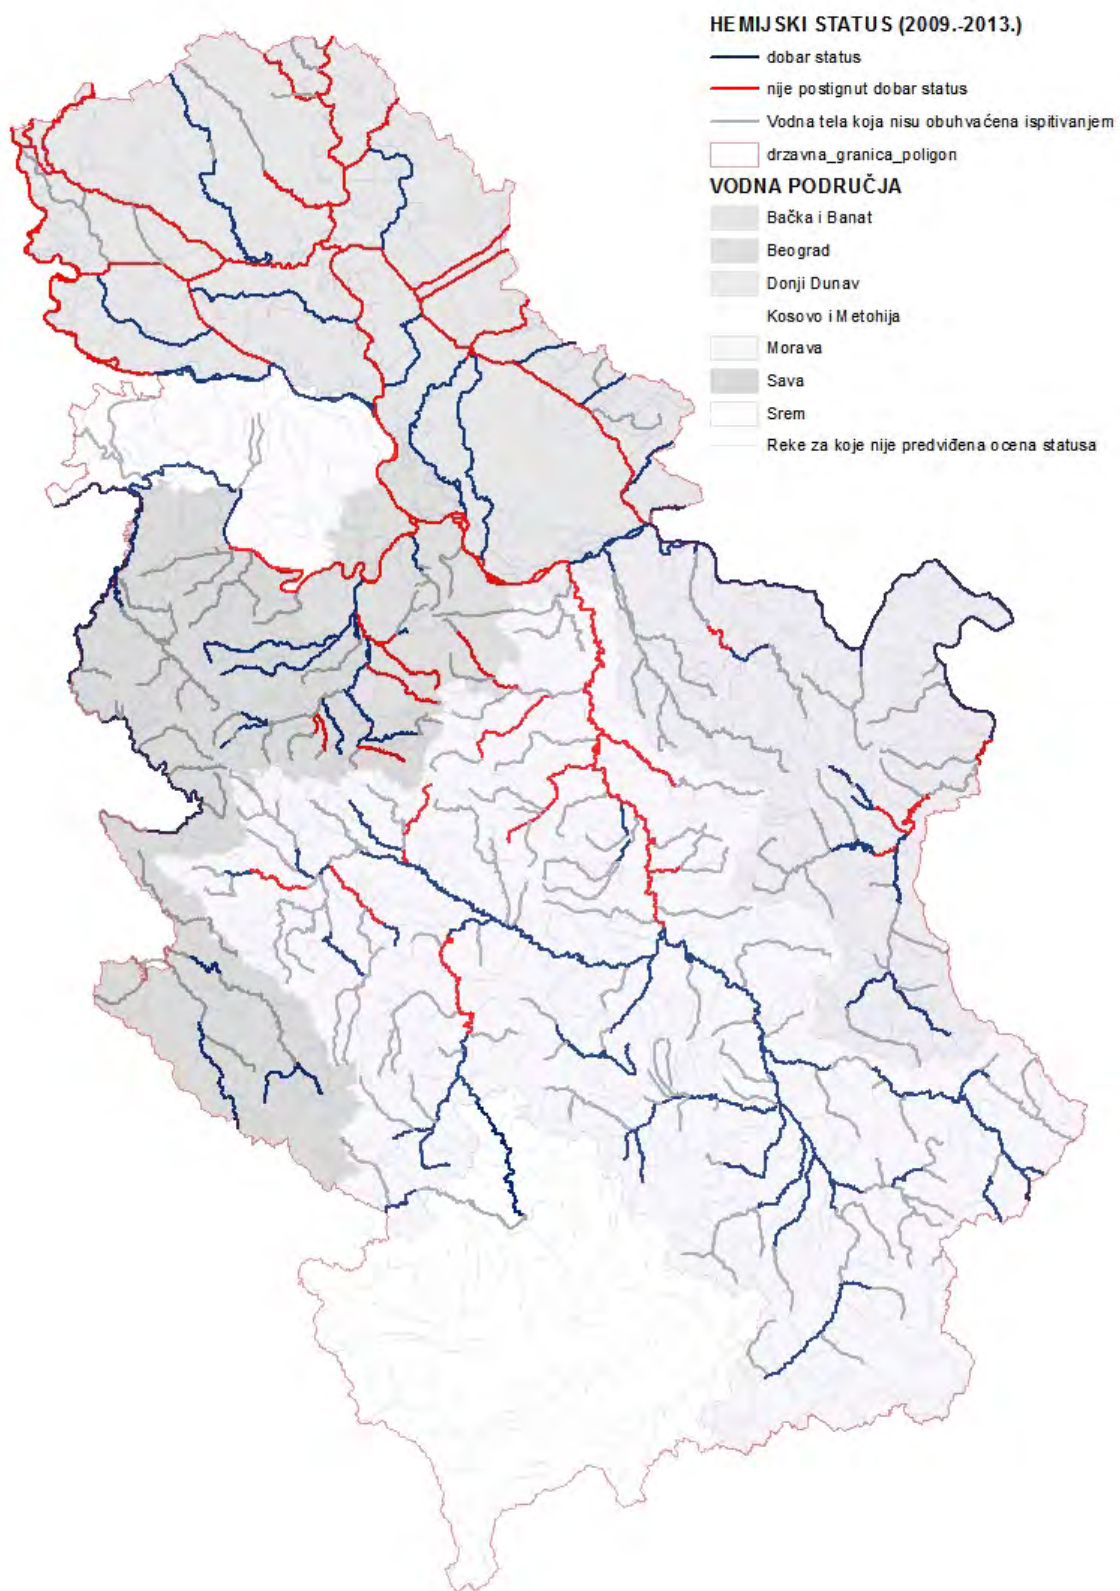 HEMIJSKI STATUS (2009.-2013.)
dobar status
nije postignut dobar status
Vodna tela koja nisu obuhvaćena ispitivanjem
drzavna_granica_poligon
VODNA PODRUČJA
Bačka i Banat
Beograd
Donji Dunav
Kosovo i Metohija
Morava
Sava
Srem
Reke za koje nije predviđena ocena statusa